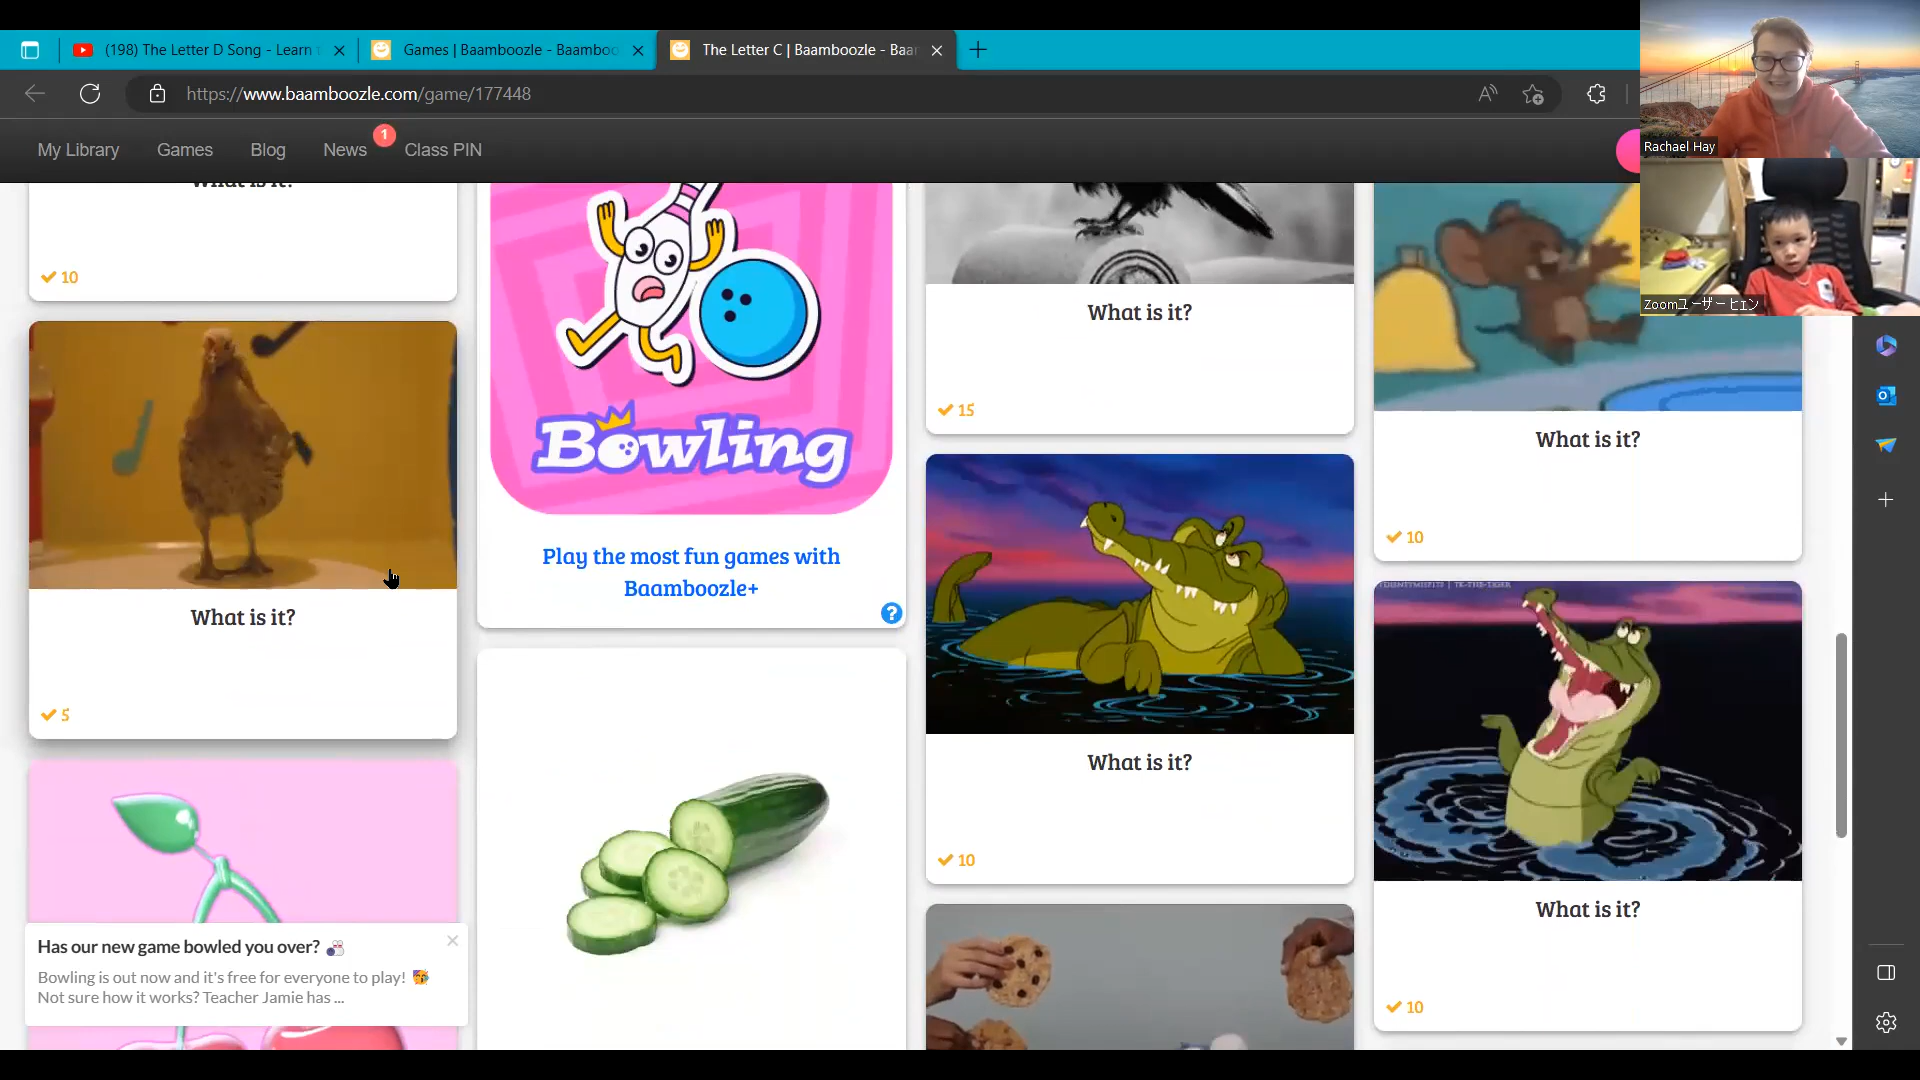 (198) The Letter D Song - Learn
Games | Baamboozle - Baamboo
The Letter C | Baamboozle - Baa
https://www.baamboozle.com/game/177448
My Library
Games
Blog
News
1
Class PIN
Rachael Hay
Zoomユーザー ヒェン
What is it?
10
What is it?
5
Bowling
Play the most fun games with
Baamboozle+
?
What is it?
15
What is it?
10
What is it?
10
What is it?
10
Has our new game bowled you over?
Bowling is out now and it's free for everyone to play!
Not sure how it works? Teacher Jamie has ...